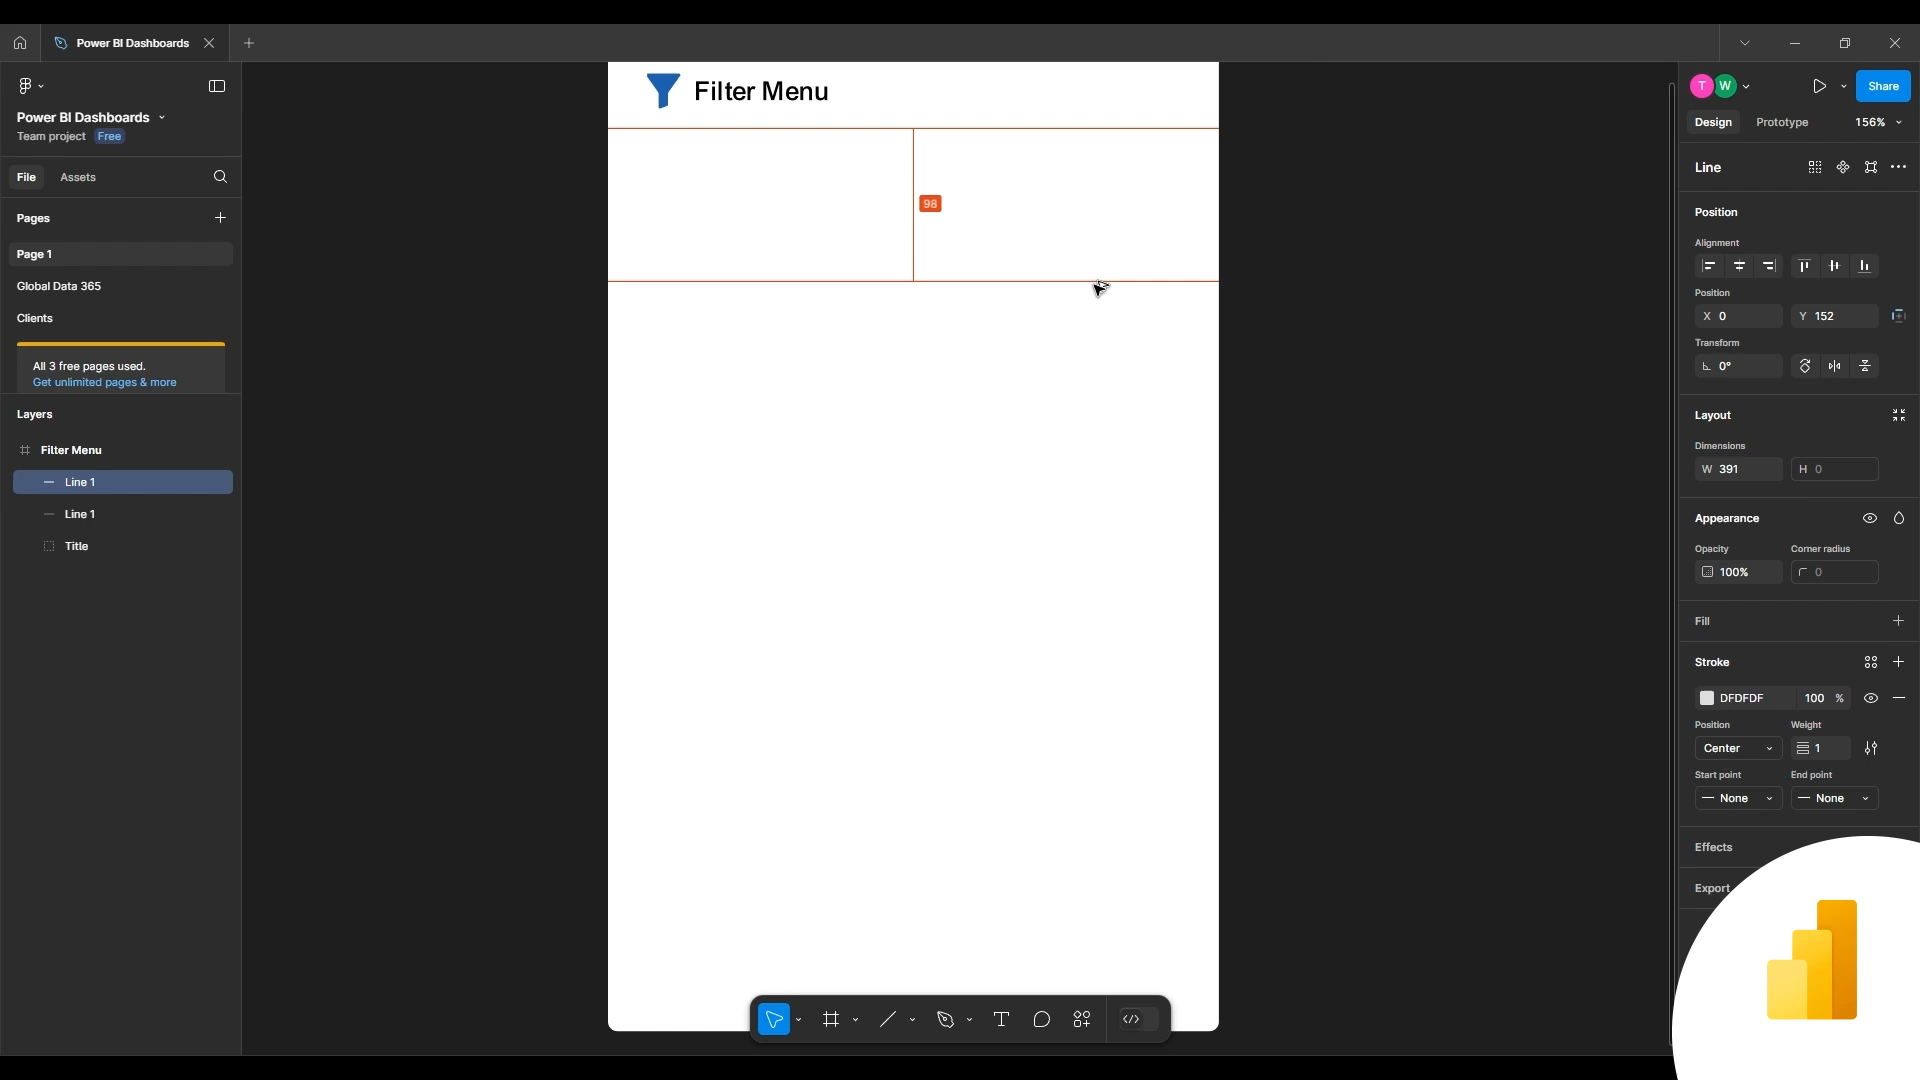 Power BI Dashboards
Power BI Dashboards
Team project Free
File Assets
Pages
Page 1
Global Data 365
Clients
All 3 free pages used.
Get unlimited pages & more
Layers
Filter Menu
Line 1
Line 1
Title
Filter Menu
98
T W
Share
Design Prototype 156%
Line
Position
Alignment
Position
X 0 Y 152
Transform
0°
Layout
Dimensions
W 391 H 0
Appearance
Opacity Corner radius
100% 0
Fill
Stroke
DFDFDF 100 %
Position Weight
Center 1
Start point End point
None None
Effects
Export